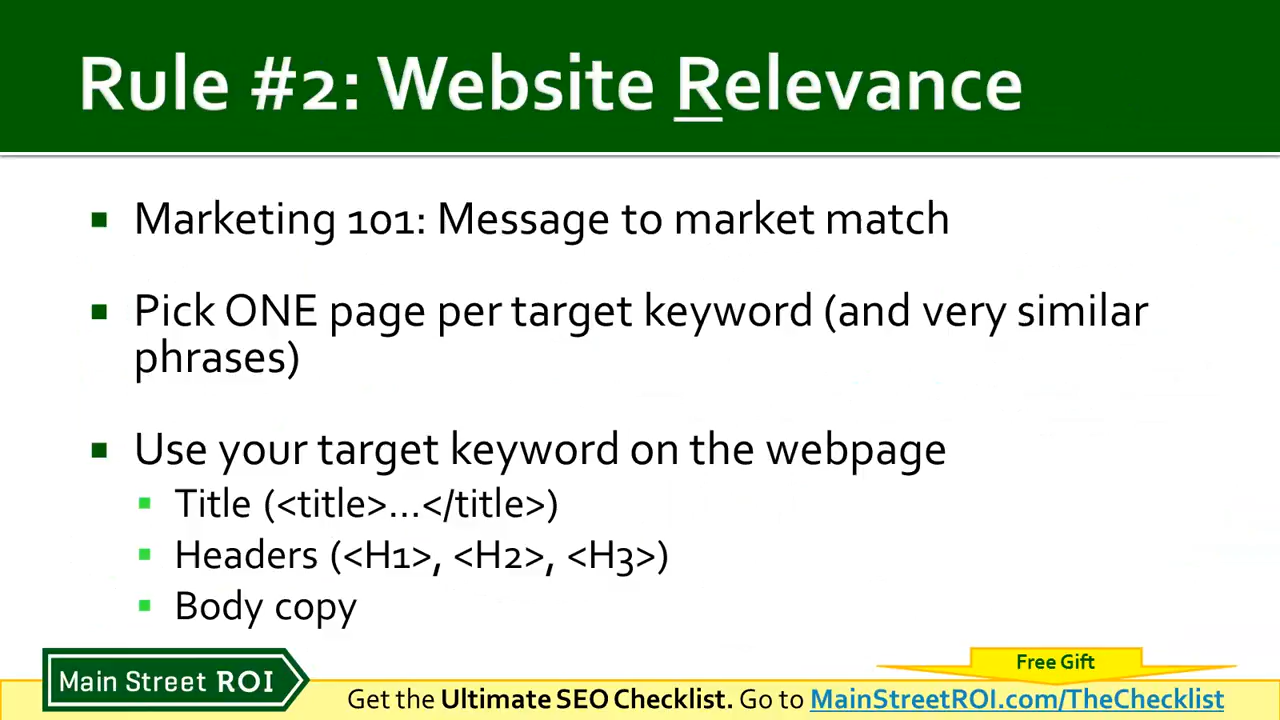 Rule #2: Website Relevance
Marketing 101: Message to market match
Pick ONE page per target keyword (and very similar
phrases)
Use your target keyword on the webpage
Title (<title>...</title>)
Headers (<H1>, <H2>, <H3>)
Body copy
Main Street ROI
Free Gift
Get the Ultimate SEO Checklist. Go to MainStreetROI.com/TheChecklist